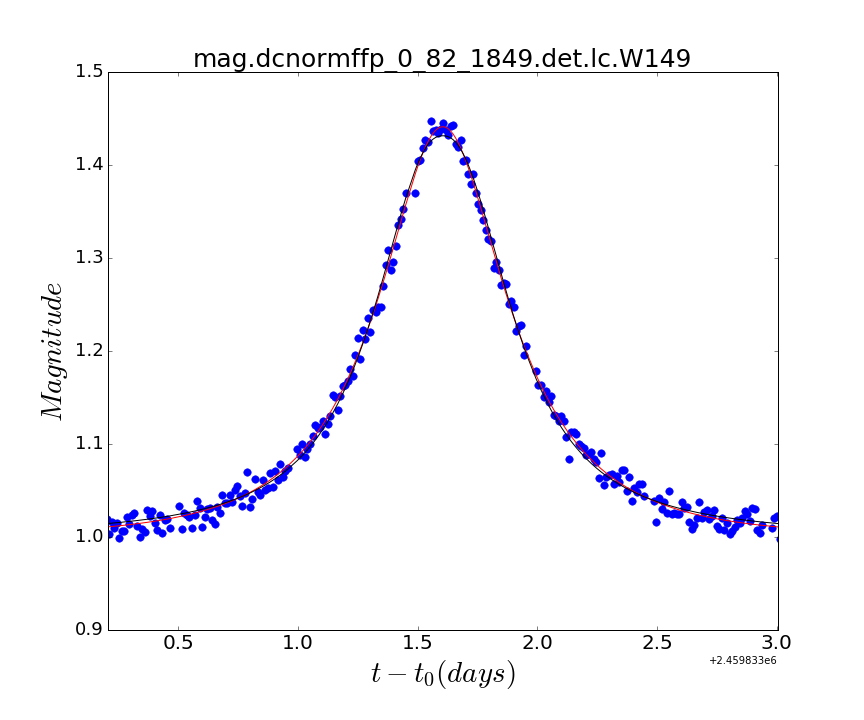 mag.dcnormffp_0_82_1849.det.lc.W149
1.5
1.4
1.3
1.2
1.1
1.0
0.9
Magnitude
0.5 1.0 1.5 2.0 2.5 3.0
+2.459833e6
t − t₀(days)